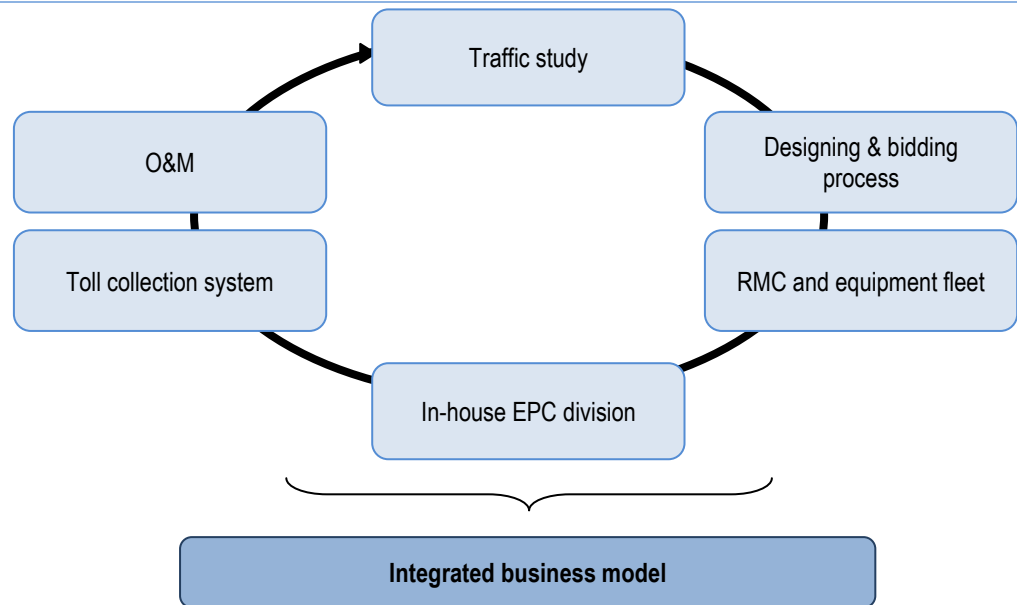 Traffic study
Designing & bidding
process
RMC and equipment fleet
In-house EPC division
Toll collection system
O&M
Integrated business model